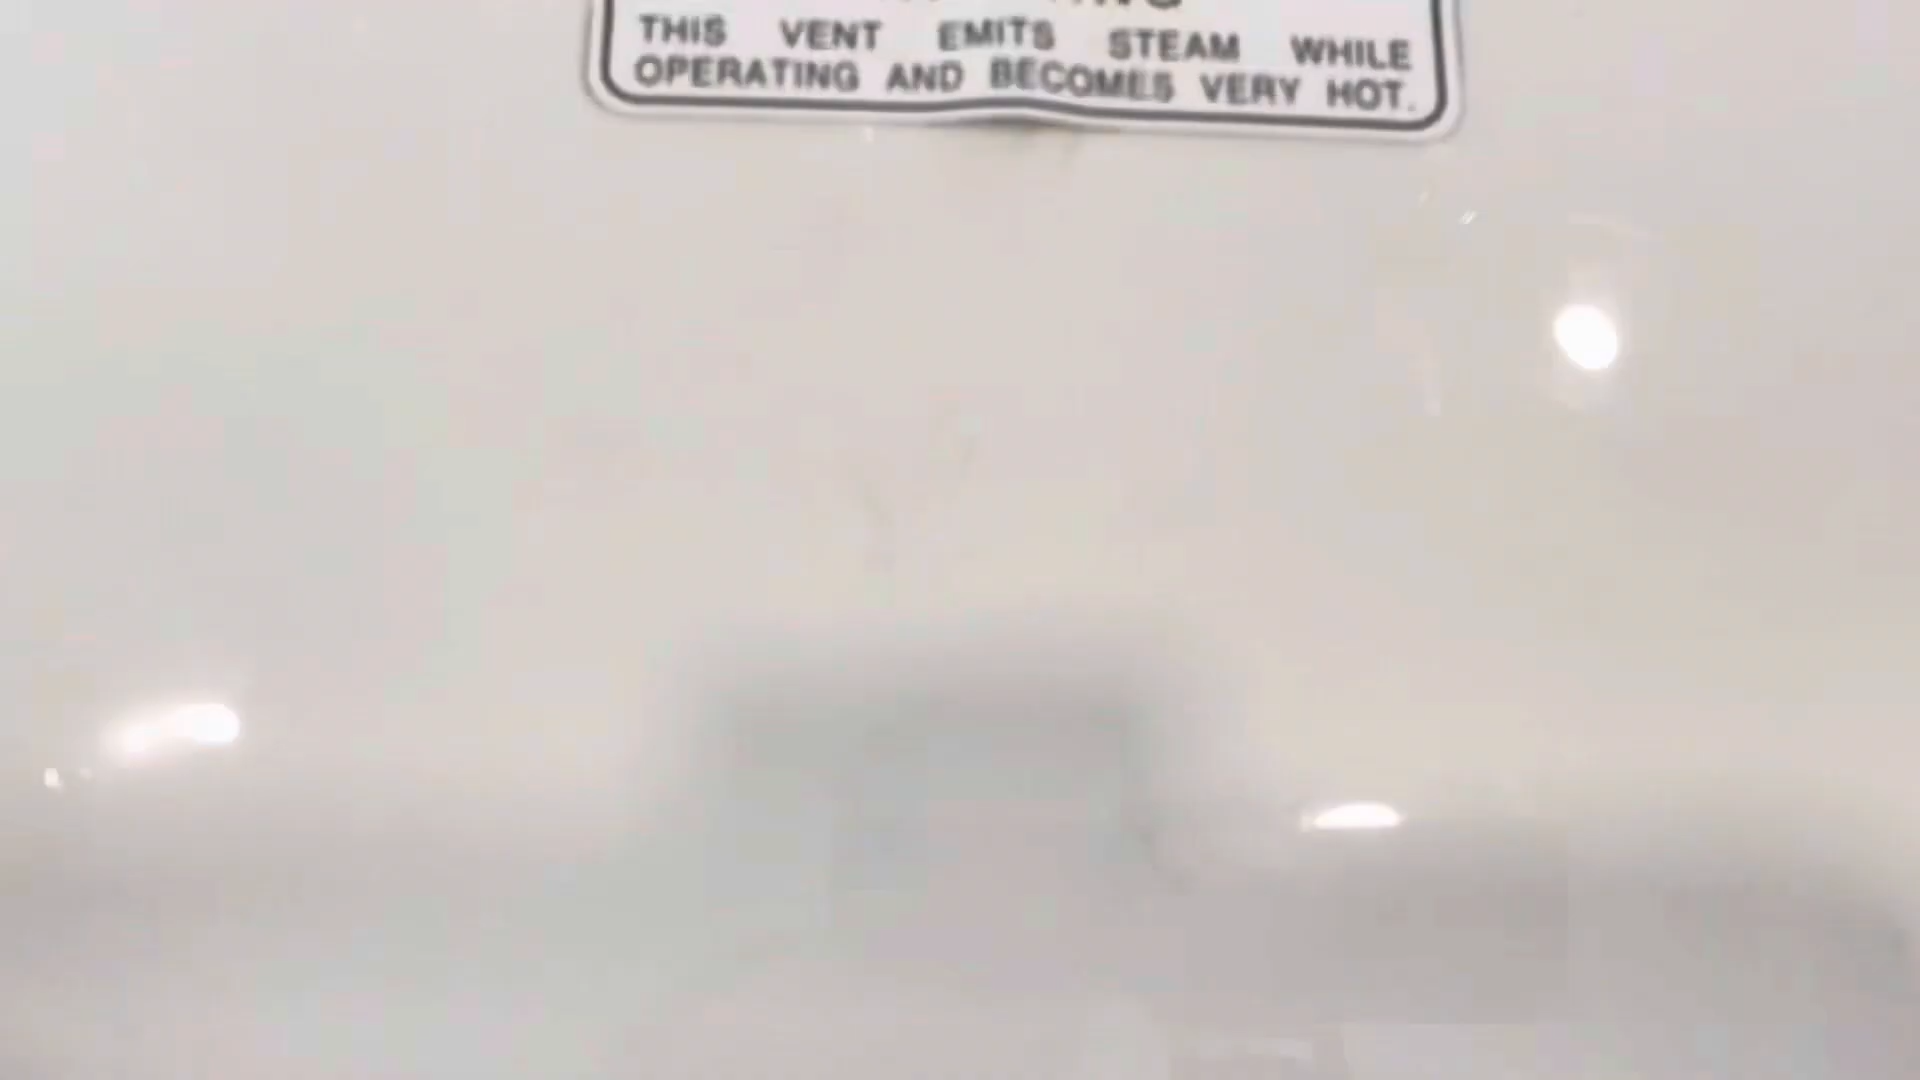 THIS VENT EMITS STEAM WHILE
OPERATING AND BECOMES VERY HOT.